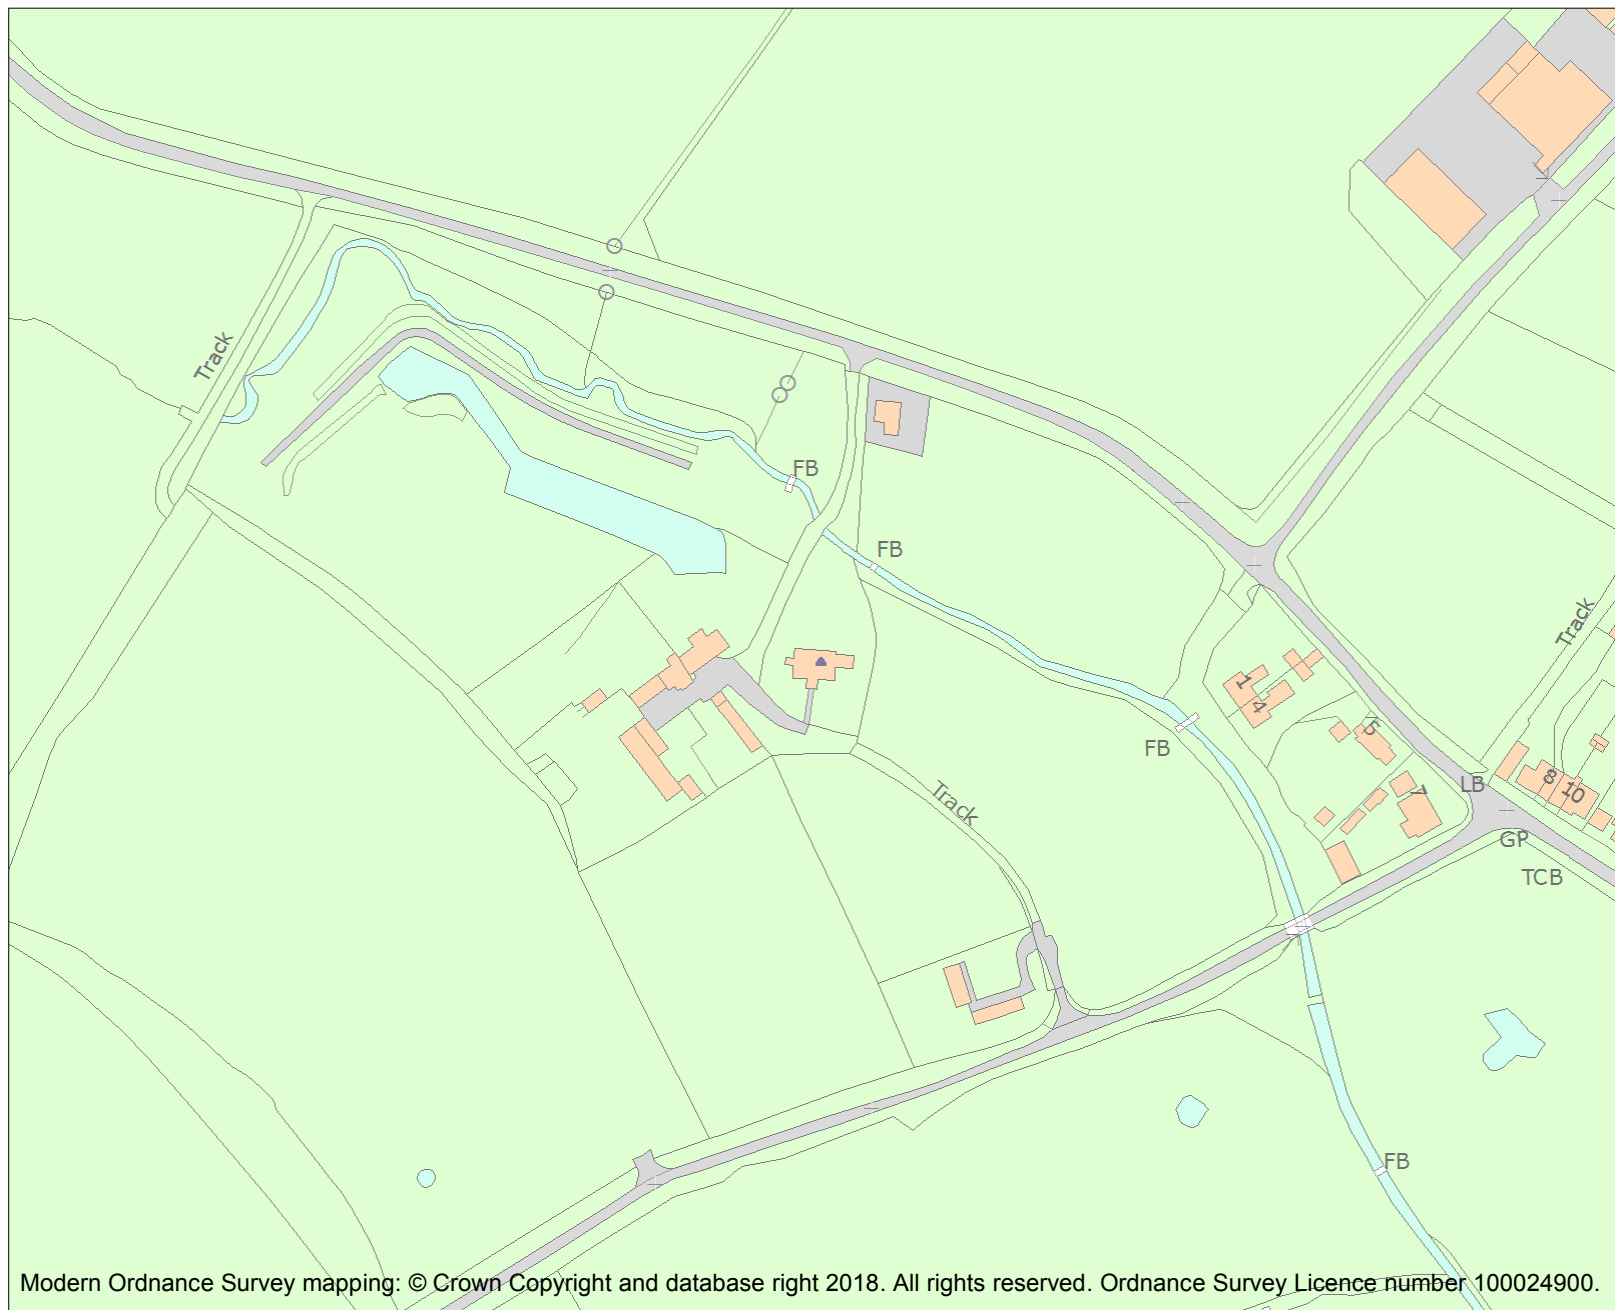 Track
FB
FB
Track
1
4
FB
5
Track
7
LB
8
10
GP
TCB
FB
Modern Ordnance Survey mapping: © Crown Copyright and database right 2018. All rights reserved. Ordnance Survey Licence number 100024900.
Track